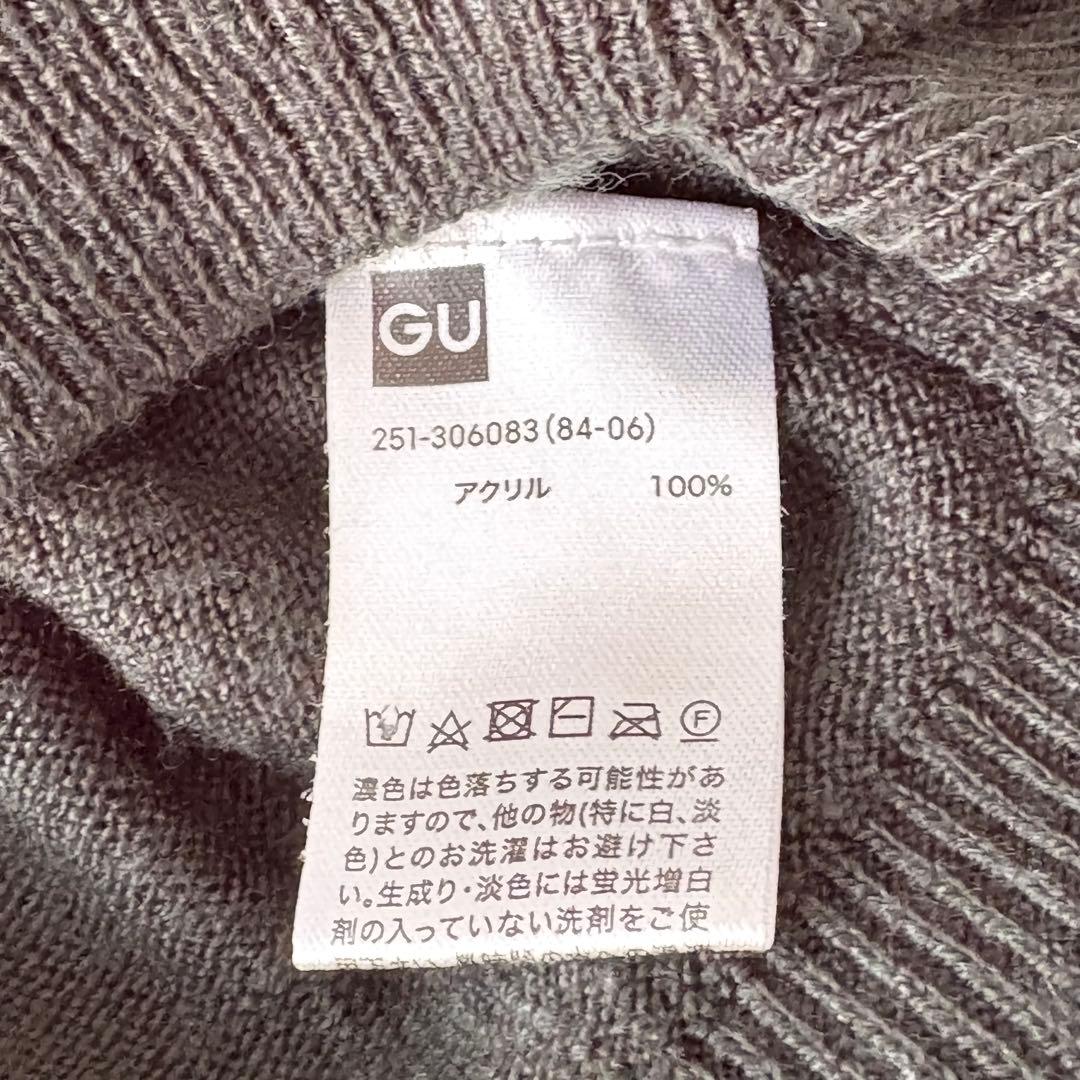 GU
251-306083(84-06)
アクリル 100%
F
濃色は色落ちする可能性があ
りますので、他の物(特に白、淡
色)とのお洗濯はお避け下さ
い。生成り・淡色には蛍光増白
剤の入っていない洗剤をご使